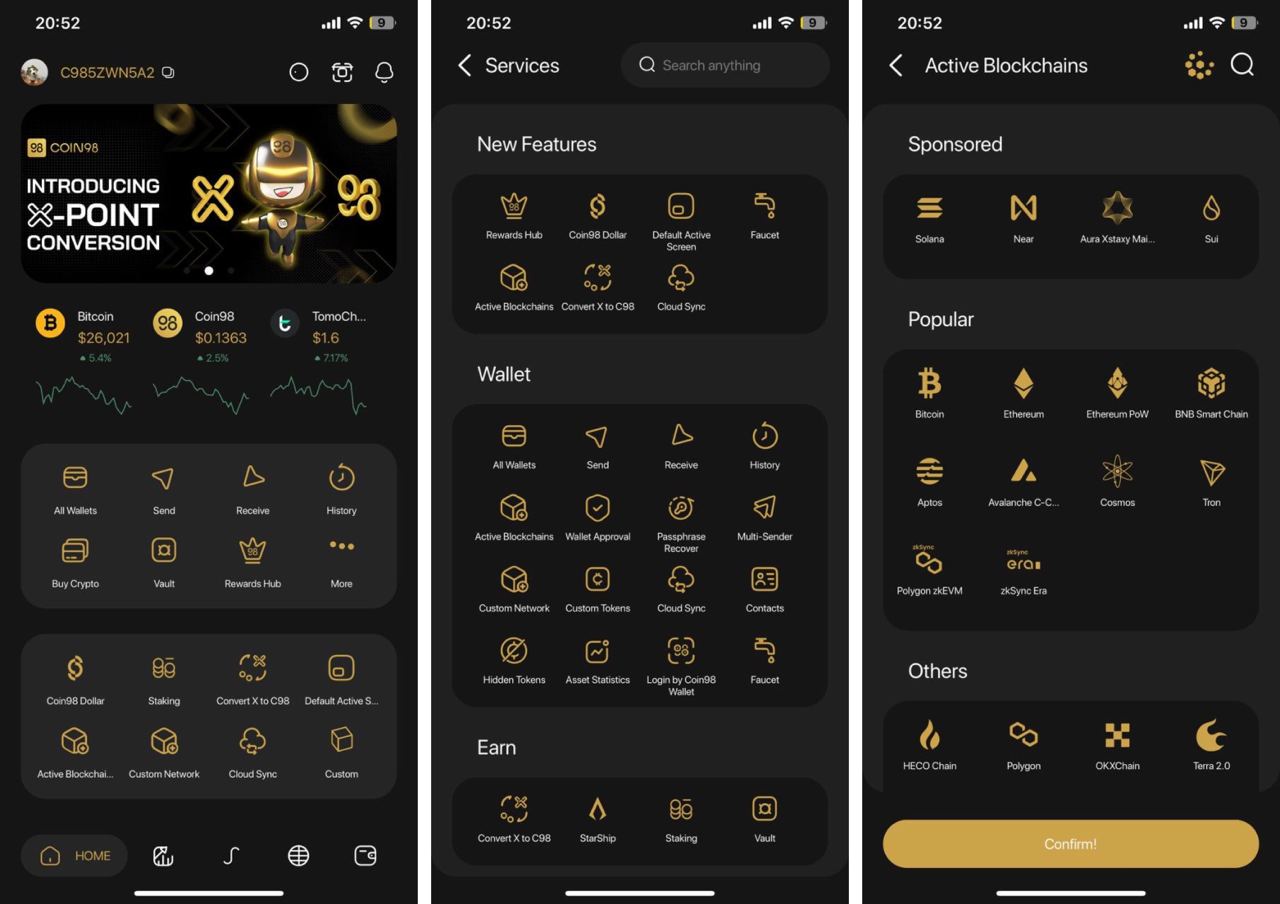 20:52
9
C985ZWN5A2
98 COIN98
INTRODUCING
X-POINT
CONVERSION
98
98
Bitcoin
$26,021
5.4%
98
Coin98
$0.1363
2.5%
TomoCh...
$1.6
7.17%
All Wallets
Send
Receive
History
98
Buy Crypto
Vault
Rewards Hub
More
Coin98 Dollar
Staking
Convert X to C98
Default Active S...
Active Blockchai...
Custom Network
Cloud Sync
Custom
HOME
20:52
9
Services
Search anything
New Features
98
Rewards Hub
Coin98 Dollar
Default Active
Screen
Faucet
Active Blockchains
Convert X to C98
Cloud Sync
Wallet
All Wallets
Send
Receive
History
Active Blockchains
Wallet Approval
Passphrase
Recover
Multi-Sender
Custom Network
Custom Tokens
Cloud Sync
Contacts
98
Hidden Tokens
Asset Statistics
Login by Coin98
Wallet
Faucet
Earn
Convert X to C98
StarShip
Staking
Vault
20:52
9
Active Blockchains
Sponsored
Solana
Near
Aura Xstaxy Mai...
Sui
Popular
Bitcoin
Ethereum
Ethereum PoW
BNB Smart Chain
Aptos
Avalanche C-C...
Cosmos
Tron
zkSync
Polygon zkEVM
zkSync
era
zkSync Era
Others
HECO Chain
Polygon
OKXChain
Terra 2.0
Confirm!